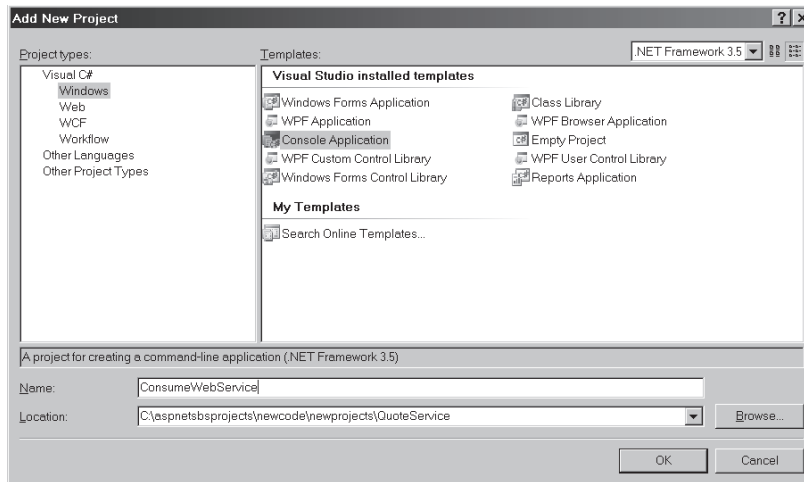 Add New Project
Project types:
Visual C#
Windows
Web
WCF
Workflow
Other Languages
Other Project Types
Templates:
.NET Framework 3.5
Visual Studio installed templates
Windows Forms Application
WPF Application
Console Application
WPF Custom Control Library
Windows Forms Control Library
Class Library
WPF Browser Application
Empty Project
WPF User Control Library
Reports Application
My Templates
Search Online Templates...
A project for creating a command-line application (.NET Framework 3.5)
Name: ConsumeWebService
Location: C:\aspnetsbsprojects\newcode\newprojects\QuoteService Browse...
OK Cancel